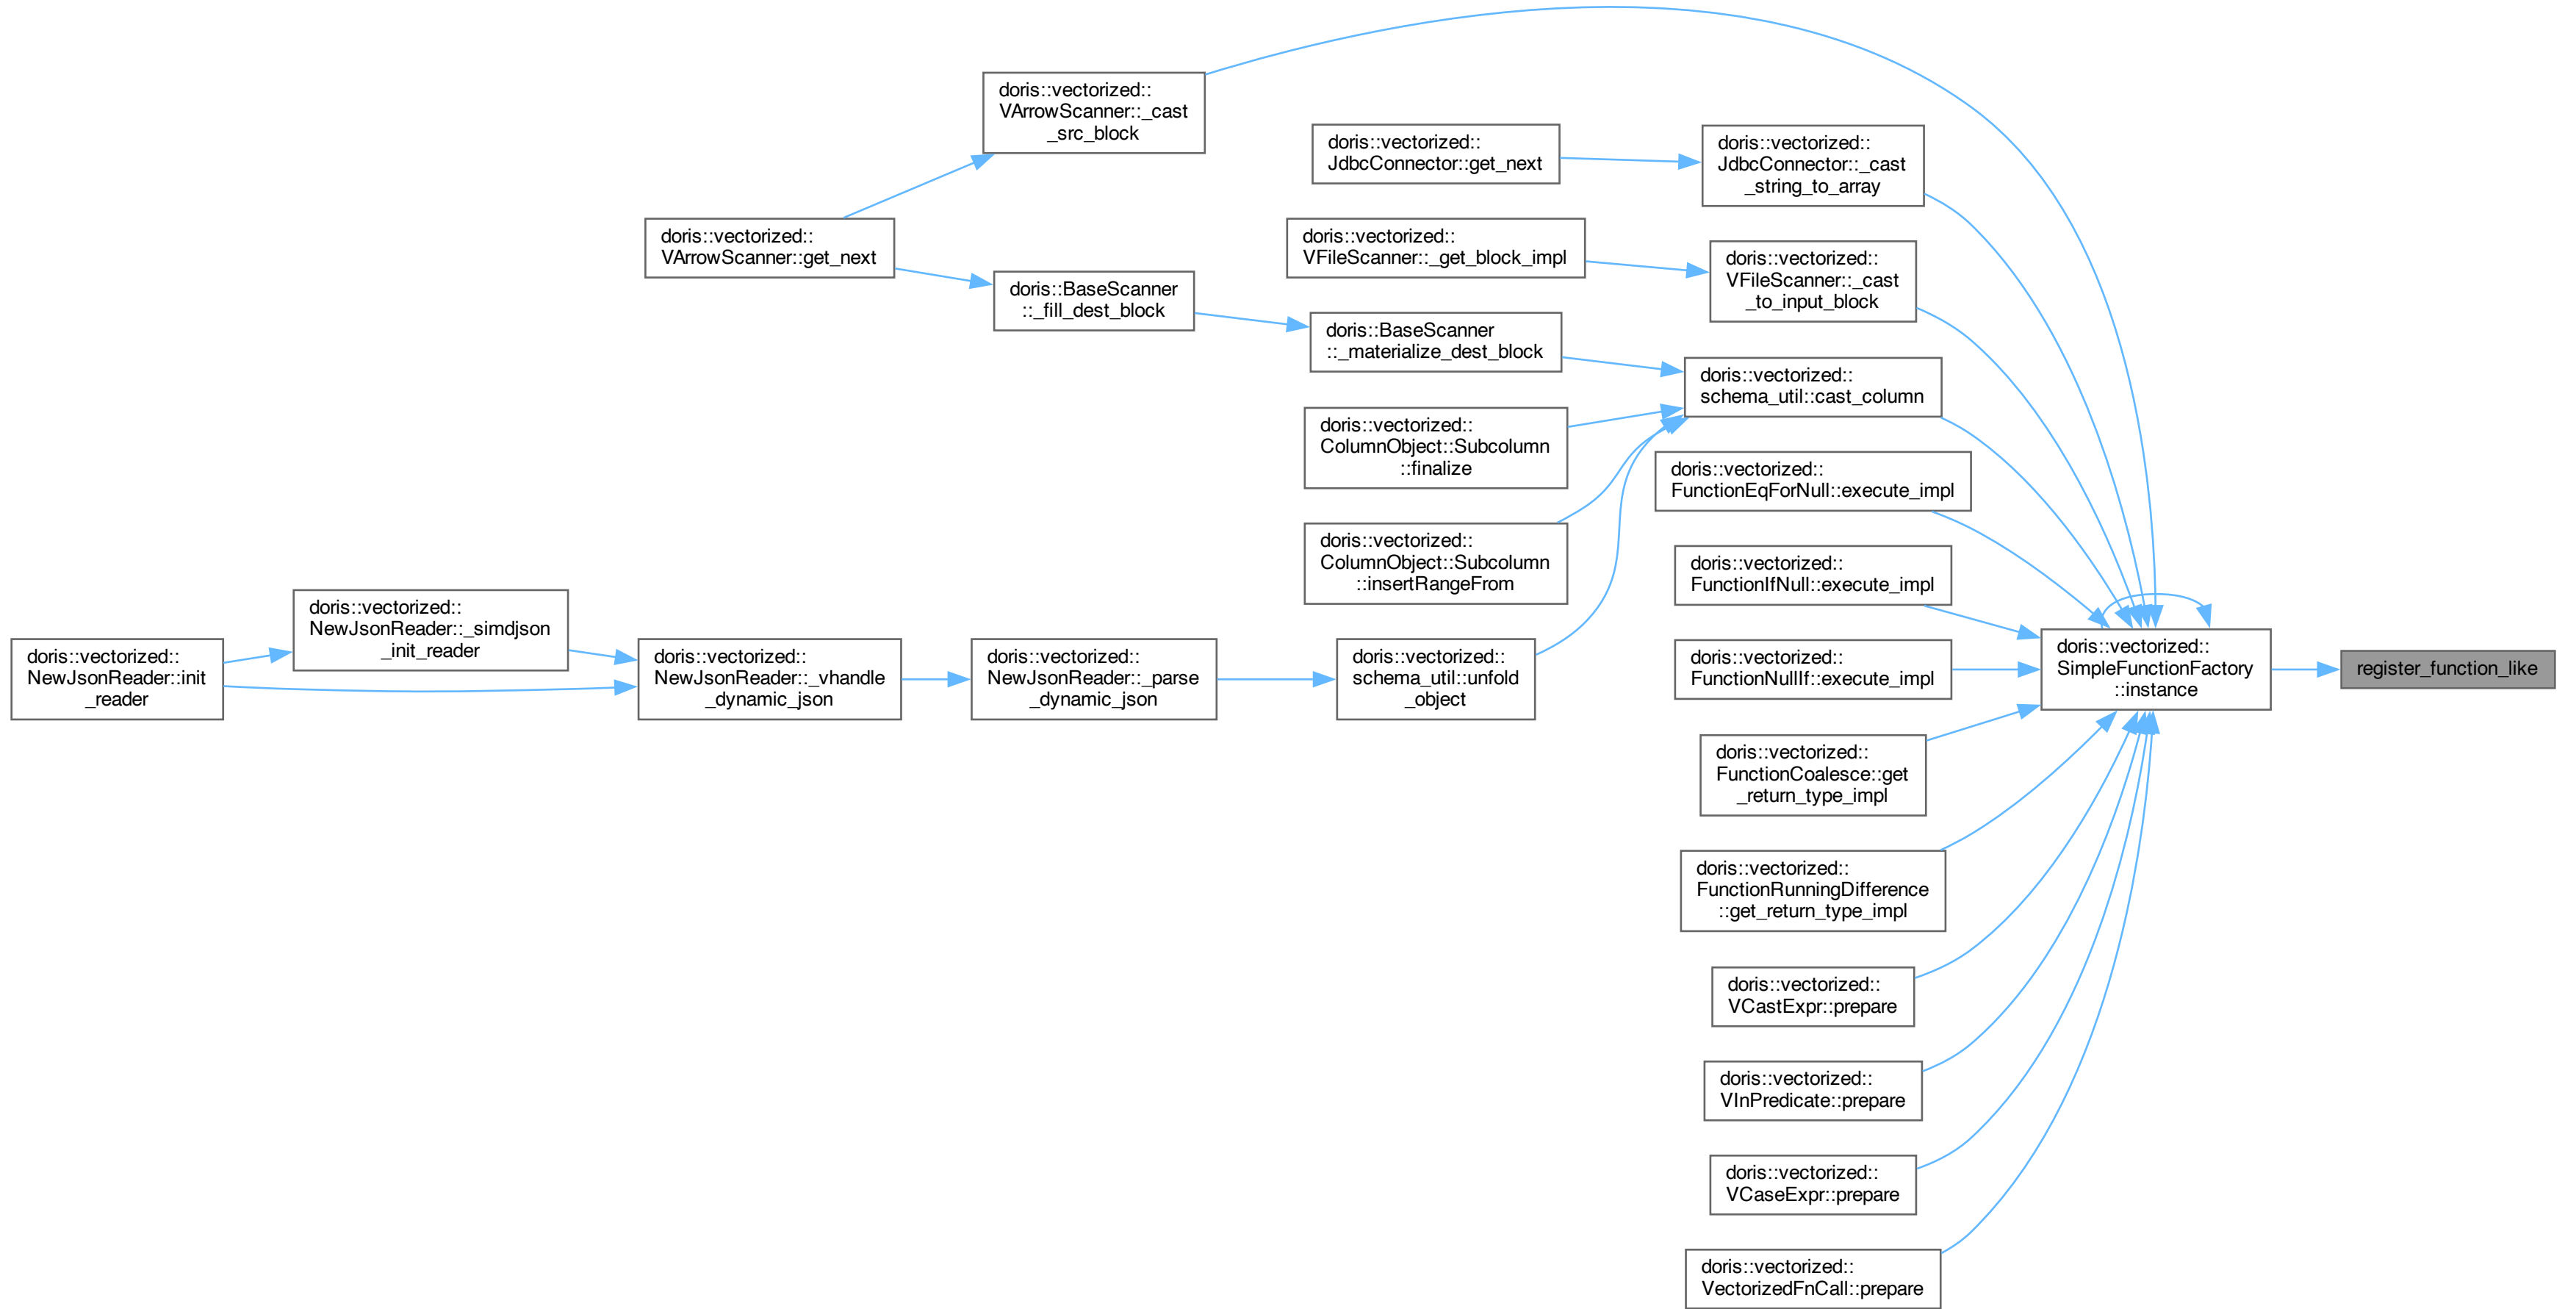 doris::vectorized::
VArrowScanner::_cast
_src_block
doris::vectorized::
JdbcConnector::get_next
doris::vectorized::
JdbcConnector::_cast
_string_to_array
doris::vectorized::
VArrowScanner::get_next
doris::vectorized::
VFileScanner::_get_block_impl
doris::vectorized::
VFileScanner::_cast
_to_input_block
doris::BaseScanner
::_fill_dest_block
doris::BaseScanner
::_materialize_dest_block
doris::vectorized::
schema_util::cast_column
doris::vectorized::
ColumnObject::Subcolumn
::finalize
doris::vectorized::
FunctionEqForNull::execute_impl
doris::vectorized::
ColumnObject::Subcolumn
::insertRangeFrom
doris::vectorized::
FunctionIfNull::execute_impl
doris::vectorized::
NewJsonReader::init
_reader
doris::vectorized::
NewJsonReader::_simdjson
_init_reader
doris::vectorized::
NewJsonReader::_vhandle
_dynamic_json
doris::vectorized::
NewJsonReader::_parse
_dynamic_json
doris::vectorized::
schema_util::unfold
_object
doris::vectorized::
FunctionNullIf::execute_impl
doris::vectorized::
SimpleFunctionFactory
::instance
register_function_like
doris::vectorized::
FunctionCoalesce::get
_return_type_impl
doris::vectorized::
FunctionRunningDifference
::get_return_type_impl
doris::vectorized::
VCastExpr::prepare
doris::vectorized::
VInPredicate::prepare
doris::vectorized::
VCaseExpr::prepare
doris::vectorized::
VectorizedFnCall::prepare